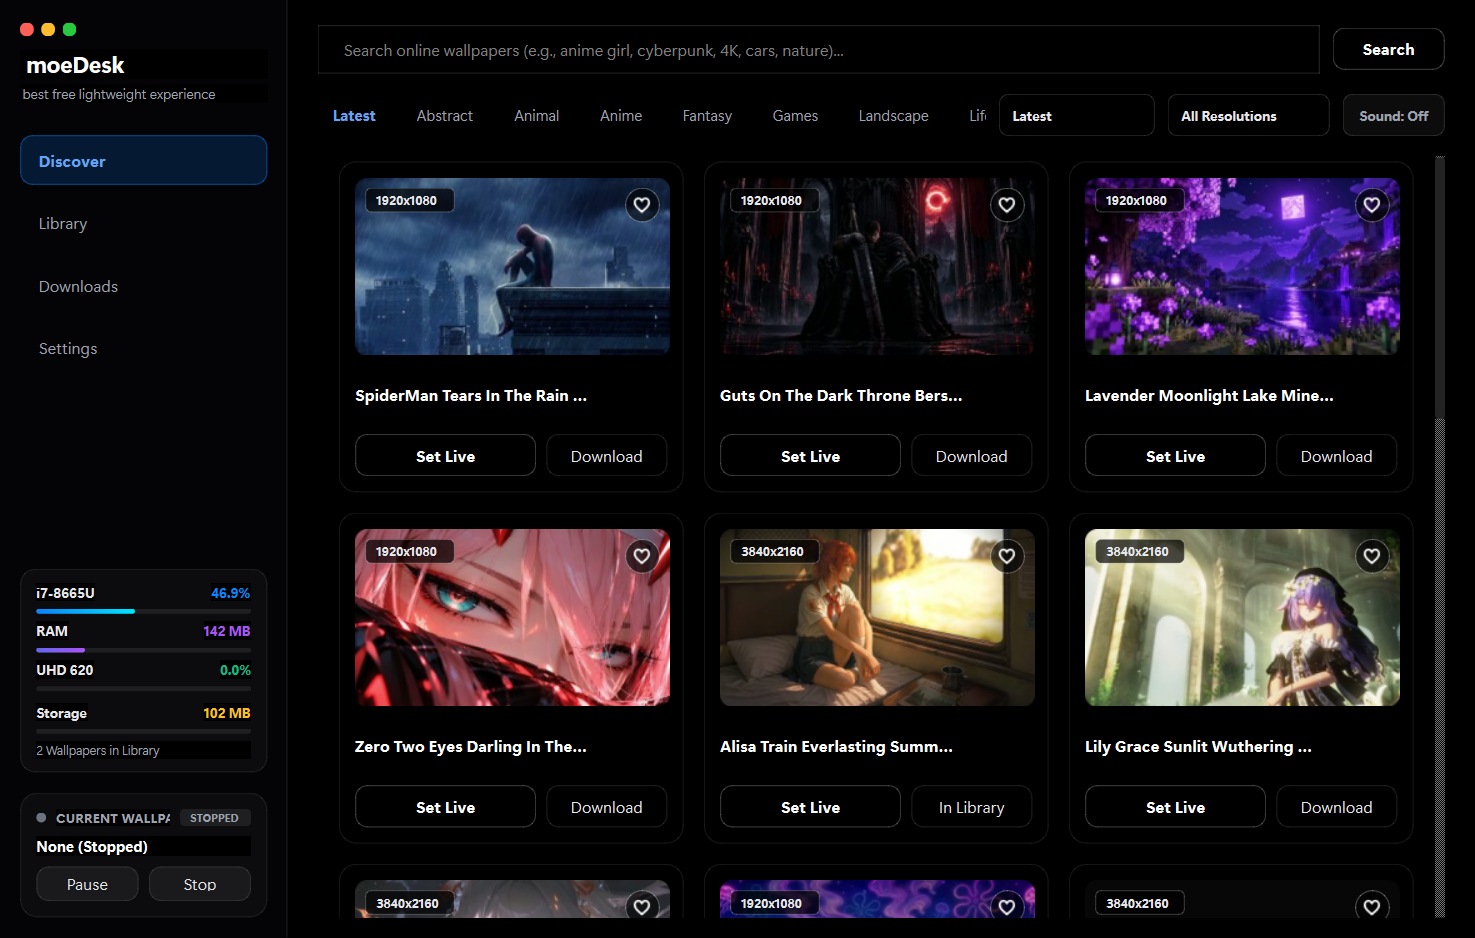 moeDesk
best free lightweight experience
Discover
Library
Downloads
Settings
i7-8665U 46.9%
RAM 142 MB
UHD 620 0.0%
Storage 102 MB
2 Wallpapers in Library
CURRENT WALLPA STOPPED
None (Stopped)
Pause Stop
Search online wallpapers (e.g., anime girl, cyberpunk, 4K, cars, nature)...
Search
Latest Abstract Animal Anime Fantasy Games Landscape Life Latest All Resolutions Sound: Off
1920x1080 1920x1080 1920x1080
SpiderMan Tears In The Rain ... Guts On The Dark Throne Bers... Lavender Moonlight Lake Mine...
Set Live Download Set Live Download Set Live Download
1920x1080 3840x2160 3840x2160
Zero Two Eyes Darling In The... Alisa Train Everlasting Summ... Lily Grace Sunlit Wuthering ...
Set Live Download Set Live In Library Set Live Download
3840x2160 1920x1080 3840x2160